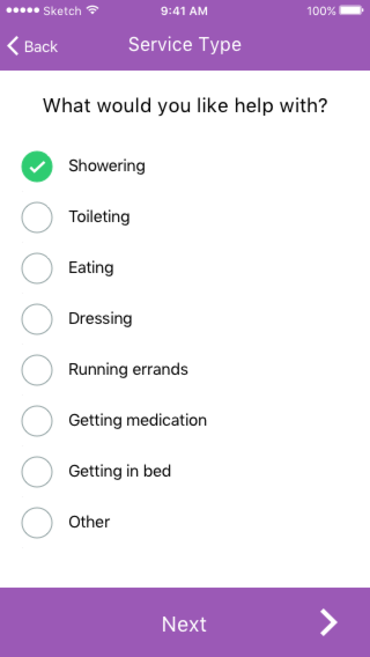 Sketch 9:41 AM 100%
Back Service Type
What would you like help with?
Showering
Toileting
Eating
Dressing
Running errands
Getting medication
Getting in bed
Other
Next